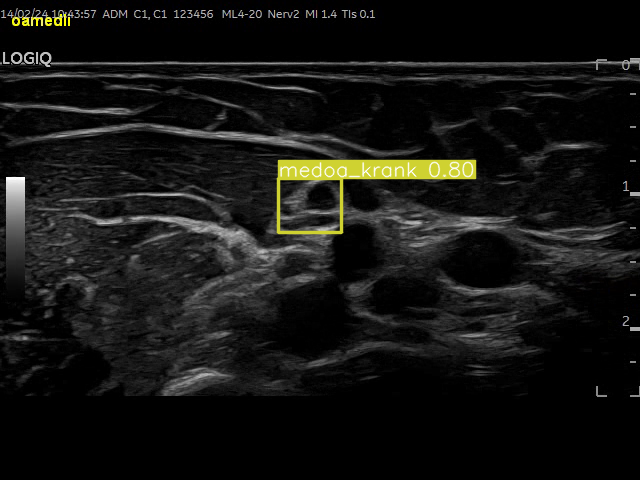 14/02/24 10:43:57 ADM C1, C1 123456 ML4-20 Nerv2 MI 1.4 TIs 0.1
oamedli
LOGIQ
0
medoa_krank 0.80
1
2